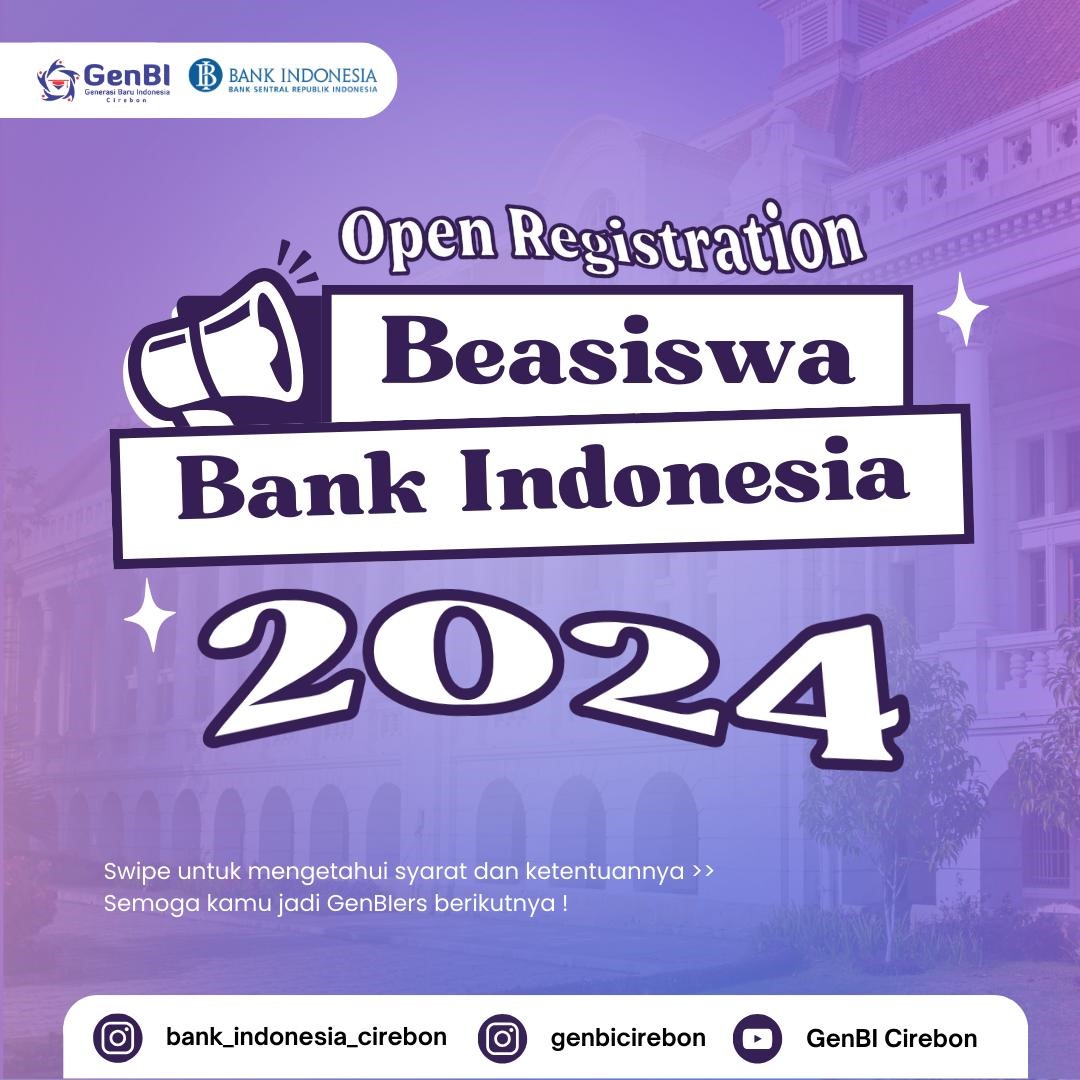 GenBI
Generasi Baru Indonesia
Cirebon
BANK INDONESIA
BANK SENTRAL REPUBLIK INDONESIA
Open Registration
Beasiswa
Bank Indonesia
2024
Swipe untuk mengetahui syarat dan ketentuannya >>
Semoga kamu jadi GenBIers berikutnya !
bank_indonesia_cirebon
genbicirebon
GenBI Cirebon